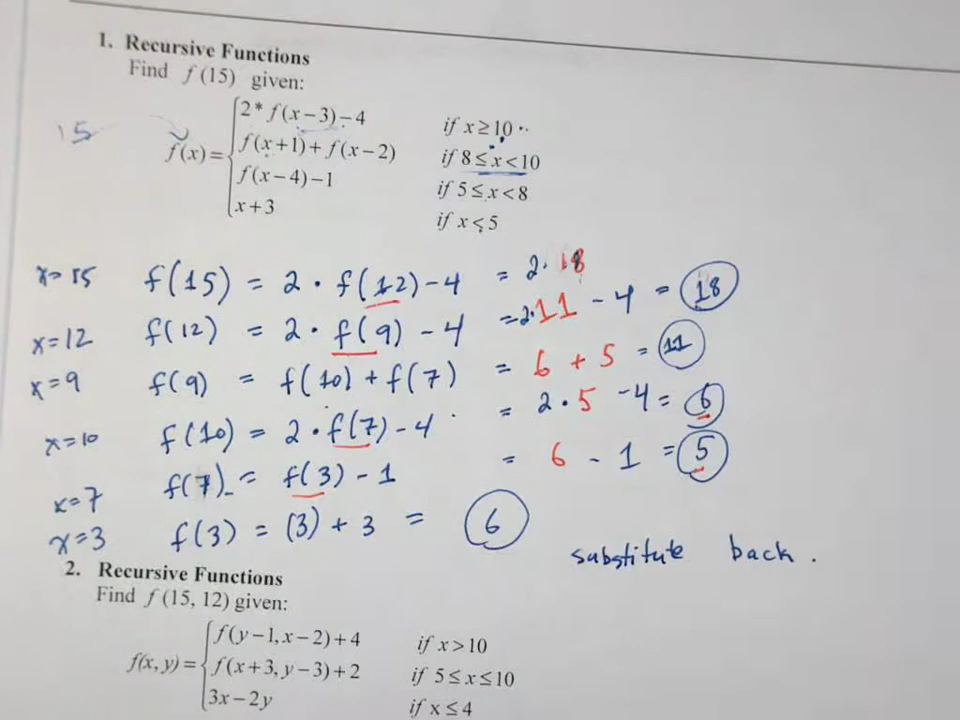 1. Recursive Functions
Find f(15) given:
15
f(x) = { 2* f(x−3)−4 if x≥10
f(x+1)+f(x−2) if 8≤x<10
f(x−4)−1 if 5≤x<8
x+3 if x<5
x=15 f(15) = 2 · f(12) −4 = 2· 18
x=12 f(12) = 2 · f(9) −4 =2·11 −4 = 18
x=9 f(9) = f(10) + f(7) = 6 + 5 = 11
x=10 f(10) = 2 · f(7) −4 = 2 · 5 −4 = 6
x=7 f(7) = f(3) − 1 = 6 − 1 = 5
x=3 f(3) = (3) + 3 = 6
substitute back.
2. Recursive Functions
Find f(15, 12) given:
f(x, y) = { f(y−1, x−2)+4 if x>10
f(x+3, y−3)+2 if 5≤x≤10
3x−2y if x≤4